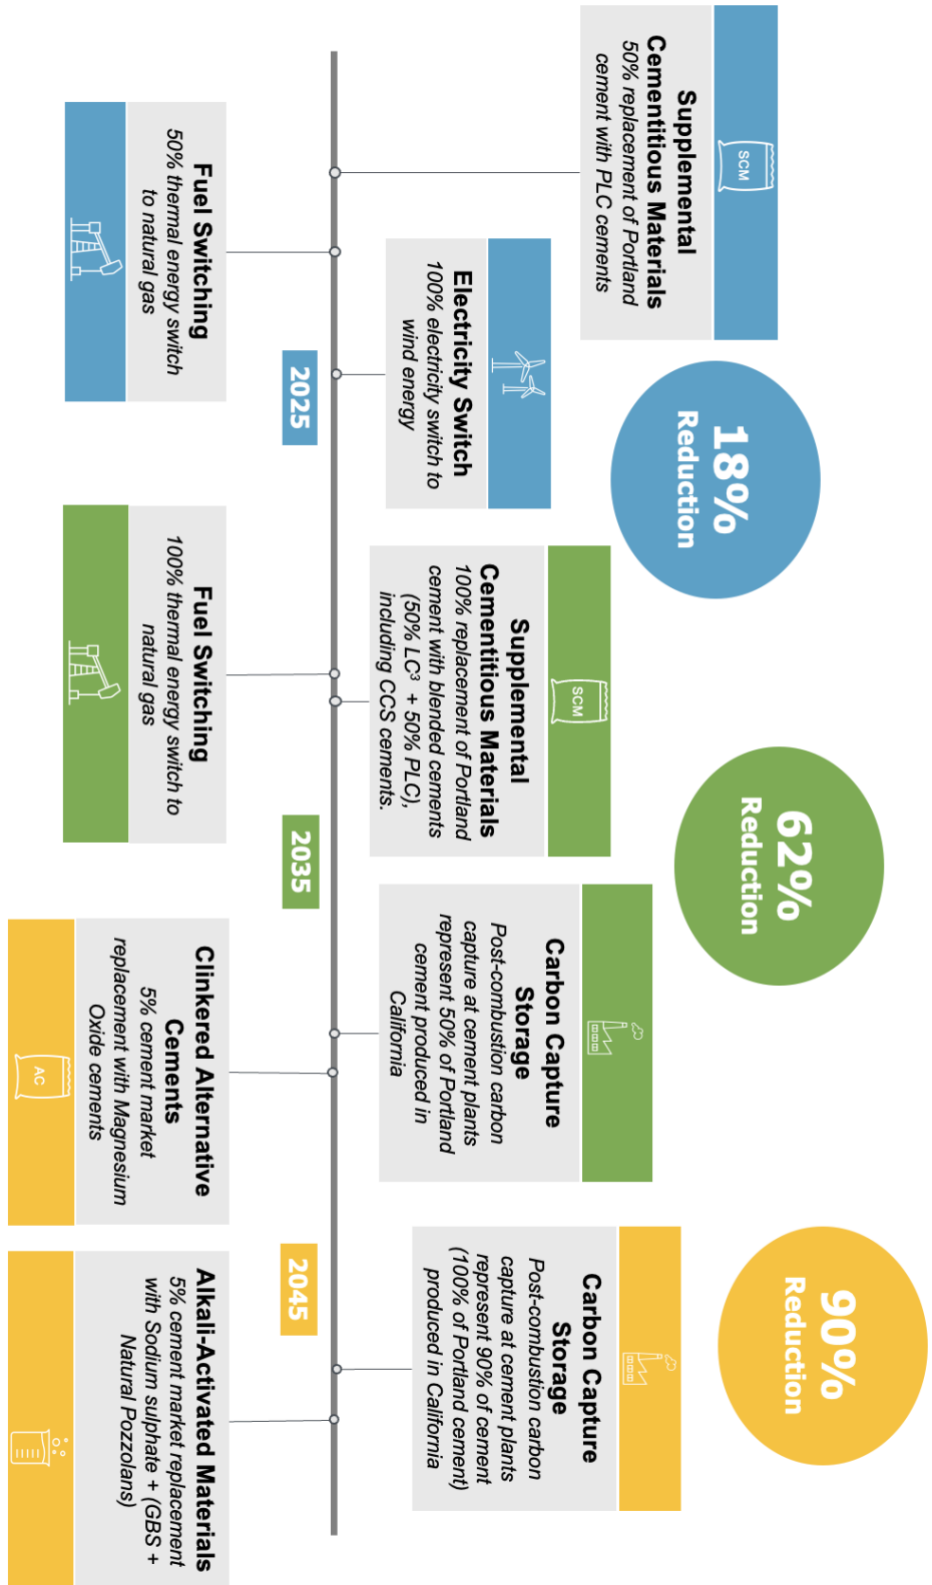 SCM
Supplemental
Cementitious Materials
50% replacement of Portland
cement with PLC cements
18%
Reduction
Electricity Switch
100% electricity switch to
wind energy
Fuel Switching
50% thermal energy switch
to natural gas
2025
SCM
Supplemental
Cementitious Materials
100% replacement of Portland
cement with blended cements
(50% LC³ + 50% PLC),
including CCS cements.
62%
Reduction
Carbon Capture
Storage
Post-combustion carbon
capture at cement plants
represent 50% of Portland
cement produced in
California
Fuel Switching
100% thermal energy switch to
natural gas
2035
90%
Reduction
Carbon Capture
Storage
Post-combustion carbon
capture at cement plants
represent 90% of cement
(100% of Portland cement)
produced in California
Clinkered Alternative
Cements
5% cement market
replacement with Magnesium
Oxide cements
AC
2045
Alkali-Activated Materials
5% cement market replacement
with Sodium sulphate + (GBS +
Natural Pozzolans)